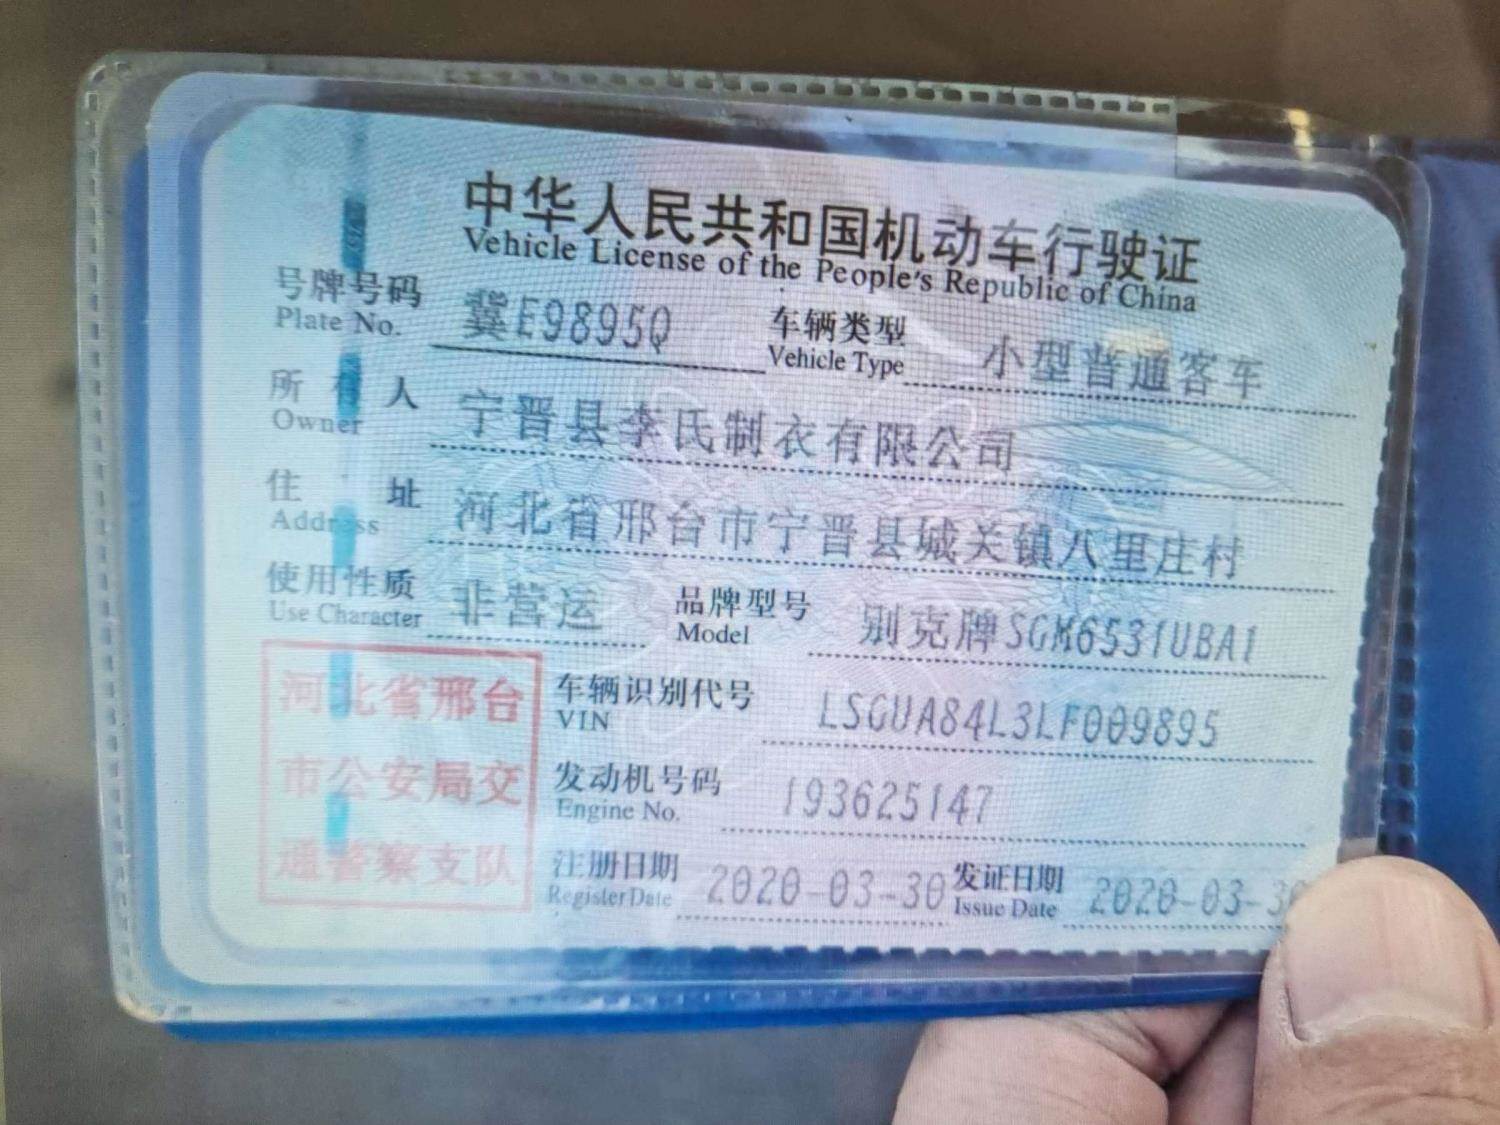 中华人民共和国机动车行驶证
Vehicle License of the People's Republic of China
号牌号码 冀E9895Q 车辆类型 小型普通客车
Plate No. Vehicle Type
所有人 宁晋县李氏制衣有限公司
Owner
住址 河北省邢台市宁晋县城关镇八里庄村
Address
使用性质 非营运 品牌型号 别克牌SGM6531UBA1
Use Character Model
河北省邢台
市公安局交
通警察支队
车辆识别代号 LSGUA84L3LF009895
VIN
发动机号码 193625147
Engine No.
注册日期 2020-03-30 发证日期 2020-03-30
Register Date Issue Date